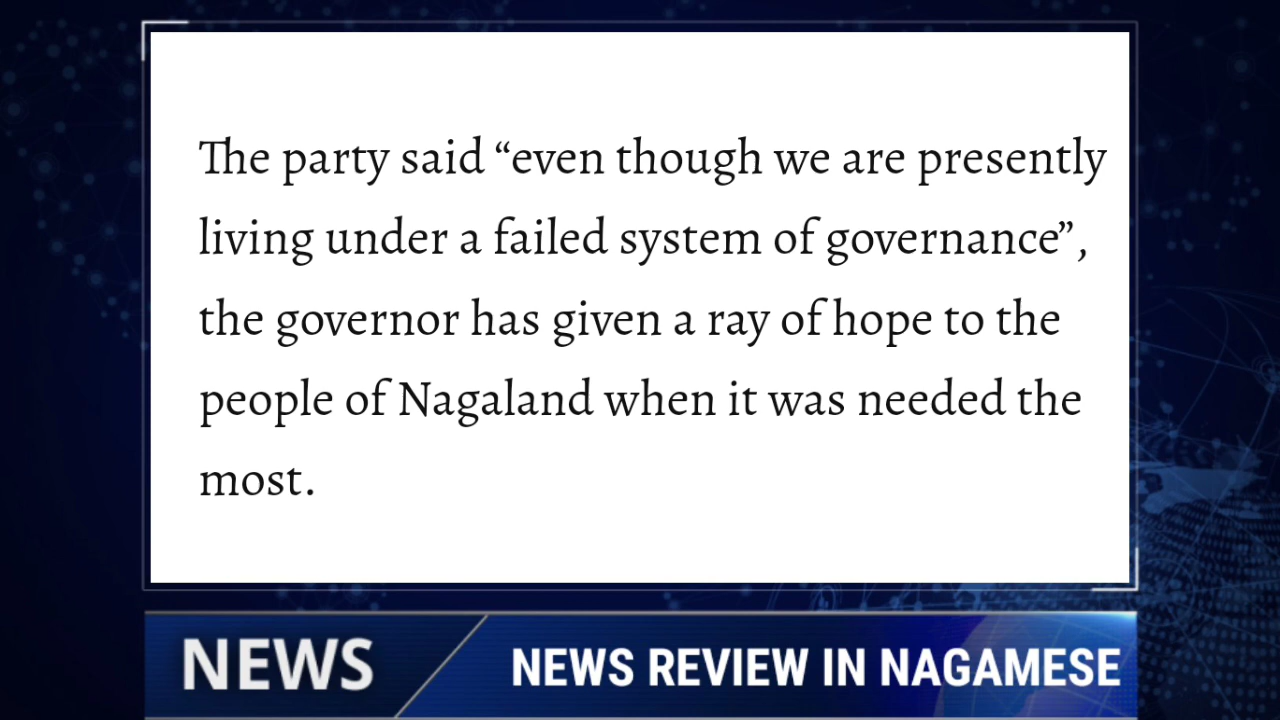 The party said “even though we are presently
living under a failed system of governance”,
the governor has given a ray of hope to the
people of Nagaland when it was needed the
most.
NEWS
NEWS REVIEW IN NAGAMESE